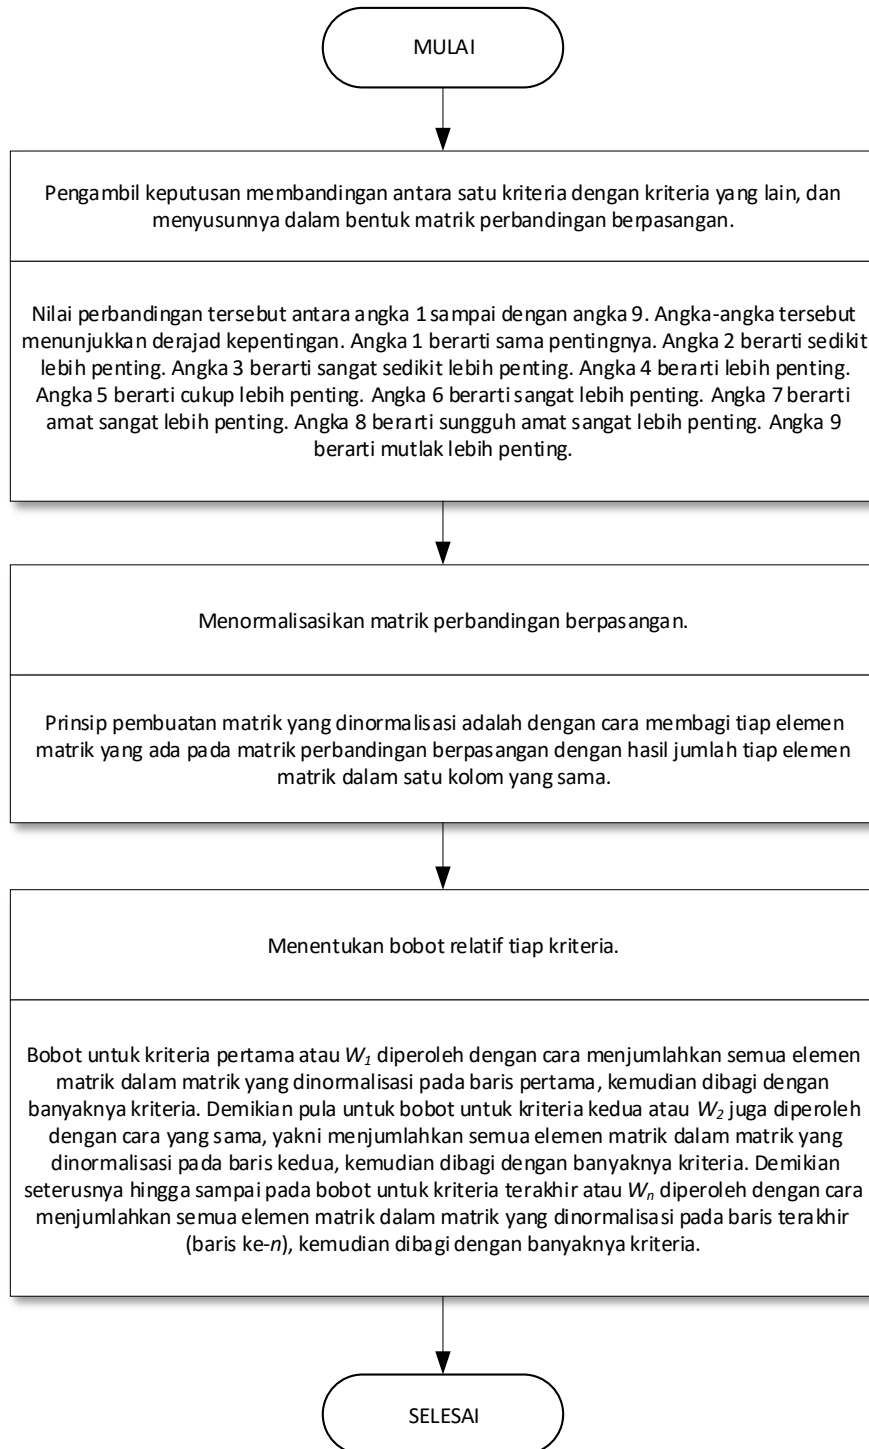 MULAI
Pengambil keputusan membandingan antara satu kriteria dengan kriteria yang lain, dan
menyusunnya dalam bentuk matrik perbandingan berpasangan.
Nilai perbandingan tersebut antara angka 1 sampai dengan angka 9. Angka-angka tersebut
menunjukkan derajad kepentingan. Angka 1 berarti sama pentingnya. Angka 2 berarti sedikit
lebih penting. Angka 3 berarti sangat sedikit lebih penting. Angka 4 berarti lebih penting.
Angka 5 berarti cukup lebih penting. Angka 6 berarti sangat lebih penting. Angka 7 berarti
amat sangat lebih penting. Angka 8 berarti sungguh amat sangat lebih penting. Angka 9
berarti mutlak lebih penting.
Menormalisasikan matrik perbandingan berpasangan.
Prinsip pembuatan matrik yang dinormalisasi adalah dengan cara membagi tiap elemen
matrik yang ada pada matrik perbandingan berpasangan dengan hasil jumlah tiap elemen
matrik dalam satu kolom yang sama.
Menentukan bobot relatif tiap kriteria.
Bobot untuk kriteria pertama atau W₁ diperoleh dengan cara menjumlahkan semua elemen
matrik dalam matrik yang dinormalisasi pada baris pertama, kemudian dibagi dengan
banyaknya kriteria. Demikian pula untuk bobot untuk kriteria kedua atau W₂ juga diperoleh
dengan cara yang sama, yakni menjumlahkan semua elemen matrik dalam matrik yang
dinormalisasi pada baris kedua, kemudian dibagi dengan banyaknya kriteria. Demikian
seterusnya hingga sampai pada bobot untuk kriteria terakhir atau Wₙ diperoleh dengan cara
menjumlahkan semua elemen matrik dalam matrik yang dinormalisasi pada baris terakhir
(baris ke-n), kemudian dibagi dengan banyaknya kriteria.
SELESAI